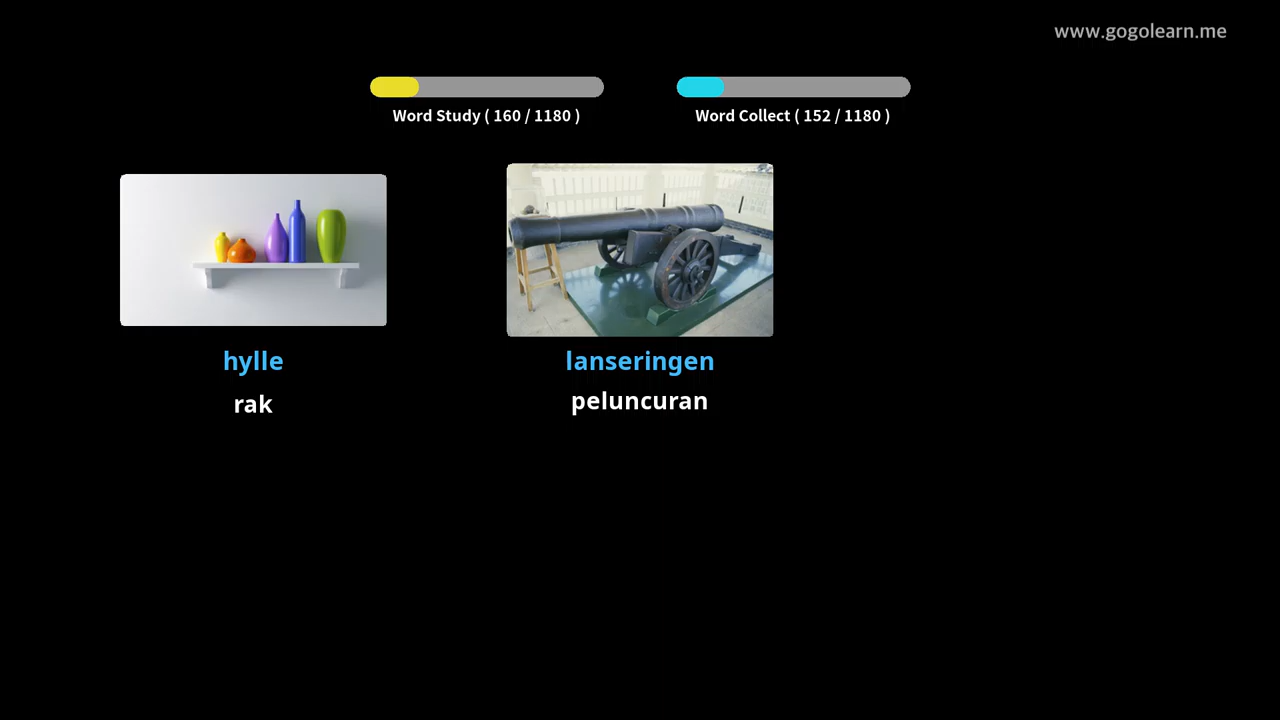 www.gogolearn.me
Word Study ( 160 / 1180 )
Word Collect ( 152 / 1180 )
hylle
rak
lanseringen
peluncuran